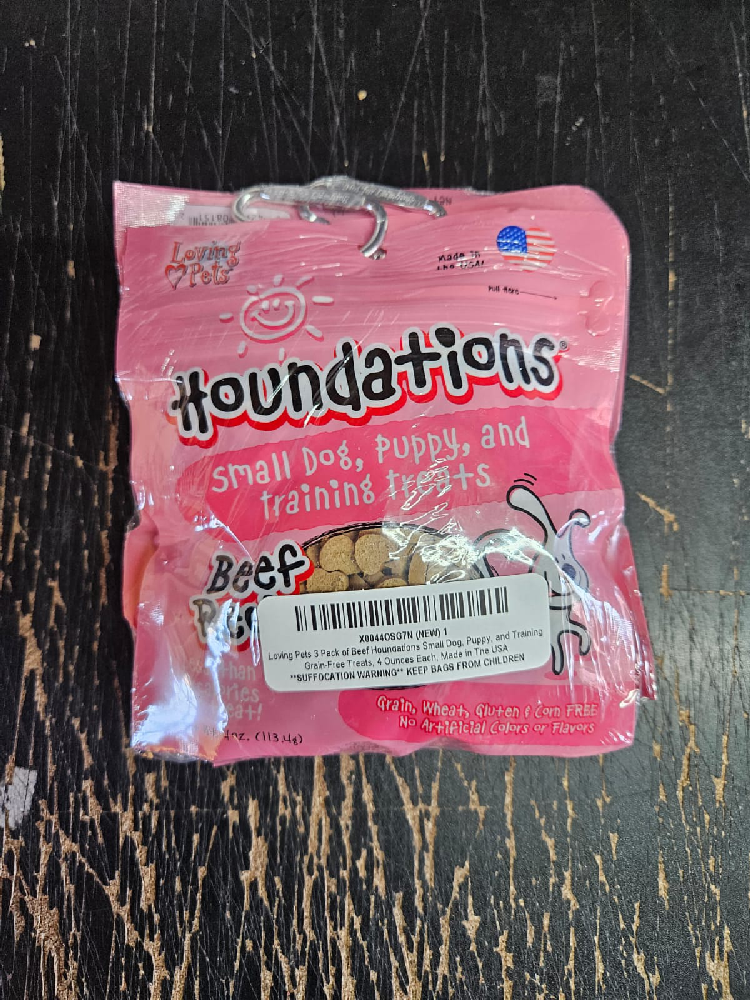 Loving
Pets
Made in
the USA!
Houndations®
Small Dog, Puppy, and
training treats
Beef
X0044OSG7N (NEW) 1
Loving Pets 3 Pack of Beef Houndations Small Dog, Puppy, and Training
Grain-Free Treats, 4 Ounces Each, Made in The USA
**SUFFOCATION WARNING** KEEP BAGS FROM CHILDREN
Grain, Wheat, Gluten & Corn FREE
No Artificial Colors or Flavors
4oz. (113.4g)